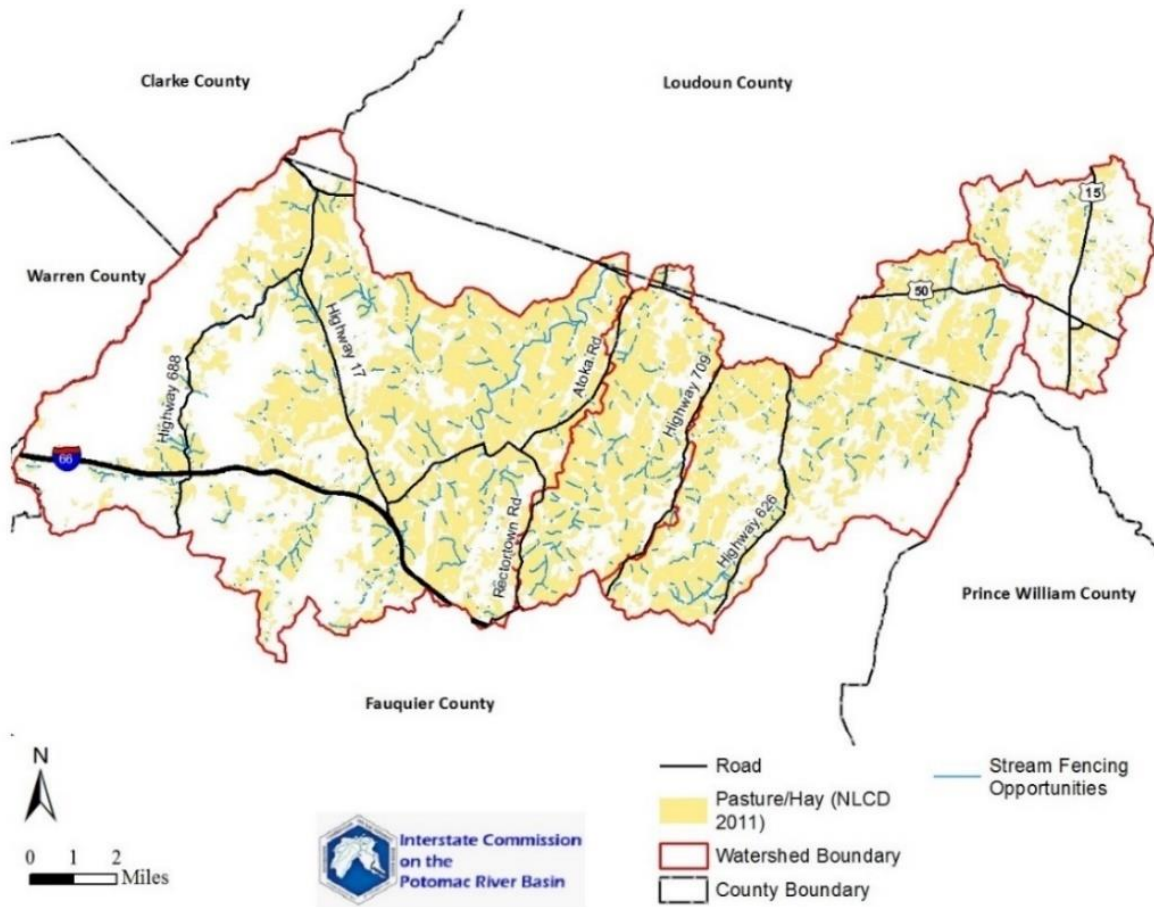 Clarke County
Loudoun County
Warren County
15
50
Highway 688
Highway 17
Atoka Rd
Highway 709
66
Rectortown Rd
Highway 626
Prince William County
Fauquier County
N
0 1 2
Miles
Interstate Commission
on the
Potomac River Basin
Road
Pasture/Hay (NLCD
2011)
Watershed Boundary
County Boundary
Stream Fencing
Opportunities